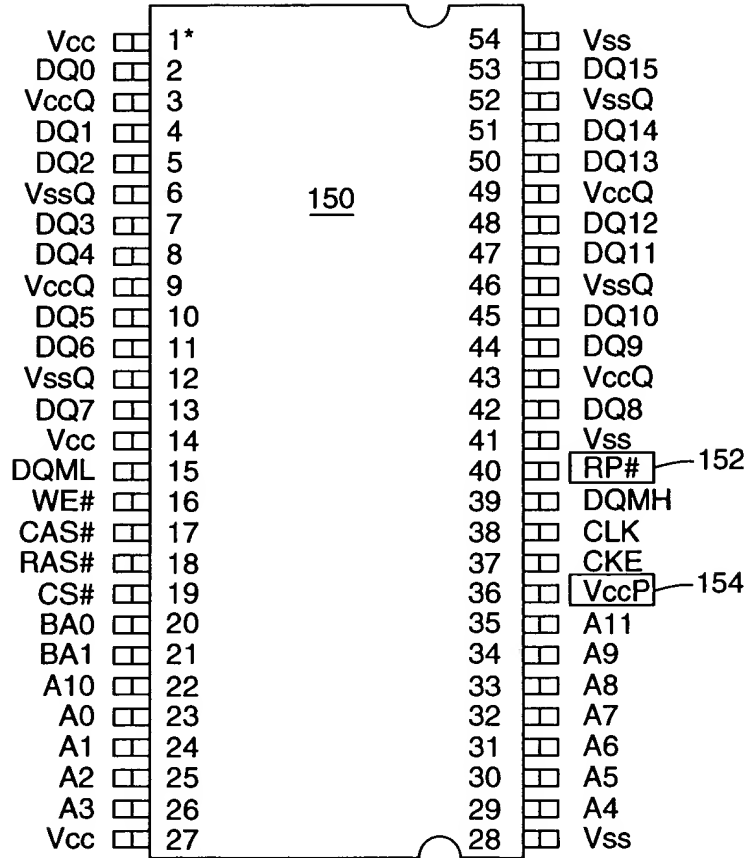 Vcc 1* 54 Vss
DQ0 2 53 DQ15
VccQ 3 52 VssQ
DQ1 4 51 DQ14
DQ2 5 50 DQ13
VssQ 6 150 49 VccQ
DQ3 7 48 DQ12
DQ4 8 47 DQ11
VccQ 9 46 VssQ
DQ5 10 45 DQ10
DQ6 11 44 DQ9
VssQ 12 43 VccQ
DQ7 13 42 DQ8
Vcc 14 41 Vss
DQML 15 40 RP# 152
WE# 16 39 DQMH
CAS# 17 38 CLK
RAS# 18 37 CKE
CS# 19 36 VccP 154
BA0 20 35 A11
BA1 21 34 A9
A10 22 33 A8
A0 23 32 A7
A1 24 31 A6
A2 25 30 A5
A3 26 29 A4
Vcc 27 28 Vss